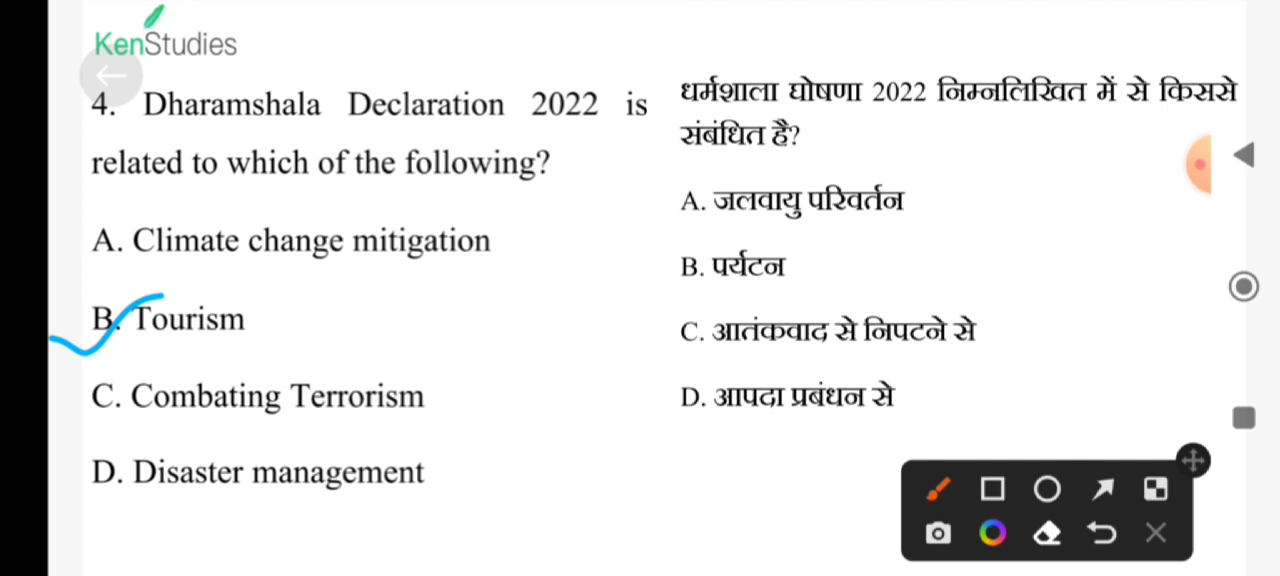 KenStudies
4. Dharamshala Declaration 2022 is
related to which of the following?
A. Climate change mitigation
B. Tourism
C. Combating Terrorism
D. Disaster management
धर्मशाला घोषणा 2022 निम्नलिखित में से किससे
संबंधित है?
A. जलवायु परिवर्तन
B. पर्यटन
C. आतंकवाद से निपटने से
D. आपदा प्रबंधन से